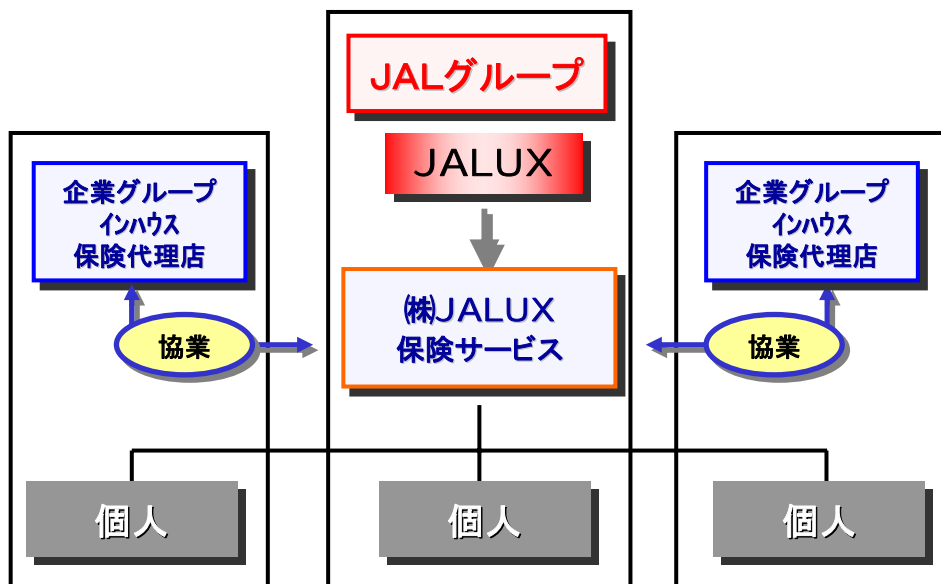 JALグループ
JALUX
企業グループ
インハウス
保険代理店
企業グループ
インハウス
保険代理店
㈱JALUX
保険サービス
協業
協業
個人
個人
個人